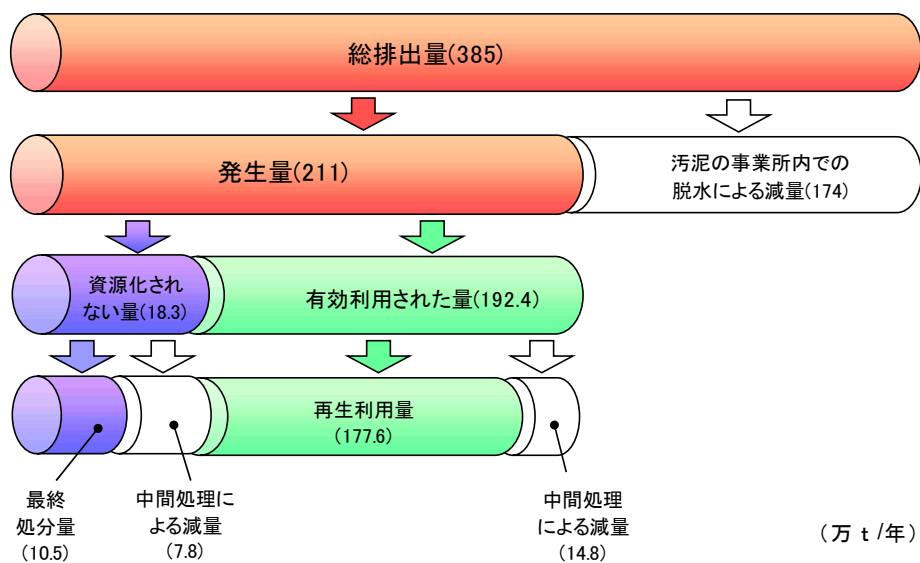 総排出量(385)
発生量(211)
汚泥の事業所内での
脱水による減量(174)
資源化され
ない量(18.3)
有効利用された量(192.4)
再生利用量
(177.6)
最終
処分量
(10.5)
中間処理に
よる減量
(7.8)
中間処理
による減量
(14.8)
(万ｔ/年)